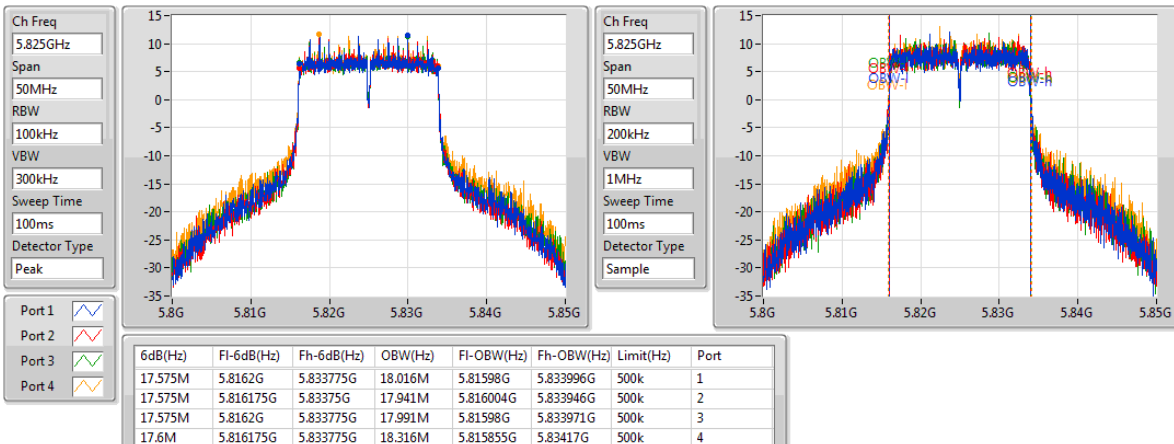 Ch Freq
5.825GHz
Span
50MHz
RBW
100kHz
VBW
300kHz
Sweep Time
100ms
Detector Type
Peak
Port 1
Port 2
Port 3
Port 4
15
10
5
0
-5
-10
-15
-20
-25
-30
-35
5.8G 5.81G 5.82G 5.83G 5.84G 5.85G
Ch Freq
5.825GHz
Span
50MHz
RBW
200kHz
VBW
1MHz
Sweep Time
100ms
Detector Type
Sample
15
10
5
0
-5
-10
-15
-20
-25
-30
-35
OBW-l
OBW-h
5.8G 5.81G 5.82G 5.83G 5.84G 5.85G
6dB(Hz) Fl-6dB(Hz) Fh-6dB(Hz) OBW(Hz) Fl-OBW(Hz) Fh-OBW(Hz) Limit(Hz) Port
17.575M 5.8162G 5.833775G 18.016M 5.81598G 5.833996G 500k 1
17.575M 5.816175G 5.83375G 17.941M 5.816004G 5.833946G 500k 2
17.575M 5.8162G 5.833775G 17.991M 5.81598G 5.833971G 500k 3
17.6M 5.816175G 5.833775G 18.316M 5.815855G 5.83417G 500k 4